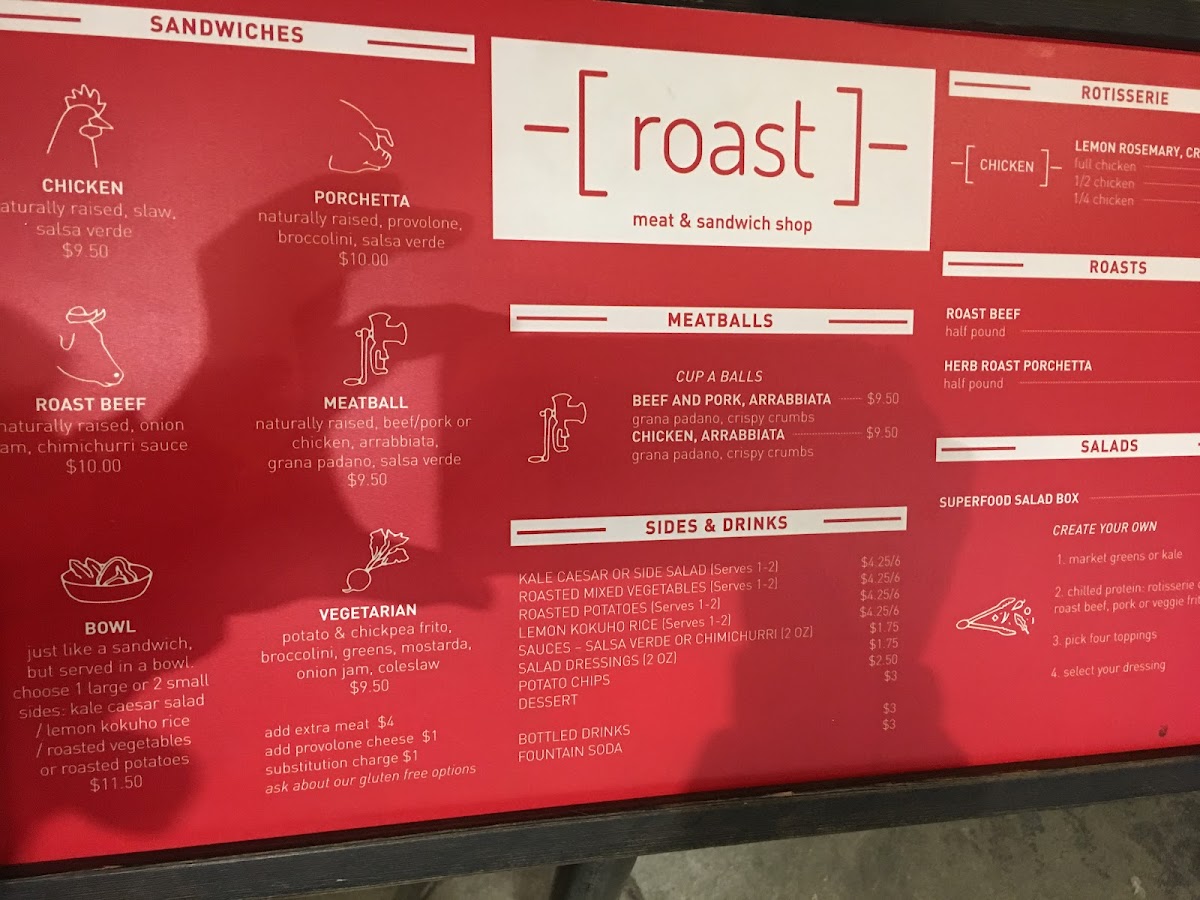 SANDWICHES
CHICKEN
naturally raised, slaw,
salsa verde
$9.50
PORCHETTA
naturally raised, provolone,
broccolini, salsa verde
$10.00
ROAST BEEF
naturally raised, onion
jam, chimichurri sauce
$10.00
MEATBALL
naturally raised, beef/pork or
chicken, arrabbiata,
grana padano, salsa verde
$9.50
BOWL
just like a sandwich,
but served in a bowl.
choose 1 large or 2 small
sides: kale caesar salad
/ lemon kokuho rice
/ roasted vegetables
or roasted potatoes
$11.50
VEGETARIAN
potato & chickpea frito,
broccolini, greens, mostarda,
onion jam, coleslaw
$9.50
add extra meat $4
add provolone cheese $1
substitution charge $1
ask about our gluten free options
[roast]
meat & sandwich shop
MEATBALLS
CUP A BALLS
BEEF AND PORK, ARRABBIATA $9.50
grana padano, crispy crumbs
CHICKEN, ARRABBIATA $9.50
grana padano, crispy crumbs
SIDES & DRINKS
KALE CAESAR OR SIDE SALAD (Serves 1-2) $4.25/6
ROASTED MIXED VEGETABLES (Serves 1-2) $4.25/6
ROASTED POTATOES (Serves 1-2) $4.25/6
LEMON KOKUHO RICE (Serves 1-2) $4.25/6
SAUCES – SALSA VERDE OR CHIMICHURRI (2 OZ) $1.75
SALAD DRESSINGS (2 OZ) $1.75
POTATO CHIPS $2.50
DESSERT $3
BOTTLED DRINKS $3
FOUNTAIN SODA $3
ROTISSERIE
[CHICKEN]
LEMON ROSEMARY, CR
full chicken
1/2 chicken
1/4 chicken
ROASTS
ROAST BEEF
half pound
HERB ROAST PORCHETTA
half pound
SALADS
SUPERFOOD SALAD BOX
CREATE YOUR OWN
1. market greens or kale
2. chilled protein: rotisserie
roast beef, pork or veggie frit
3. pick four toppings
4. select your dressing